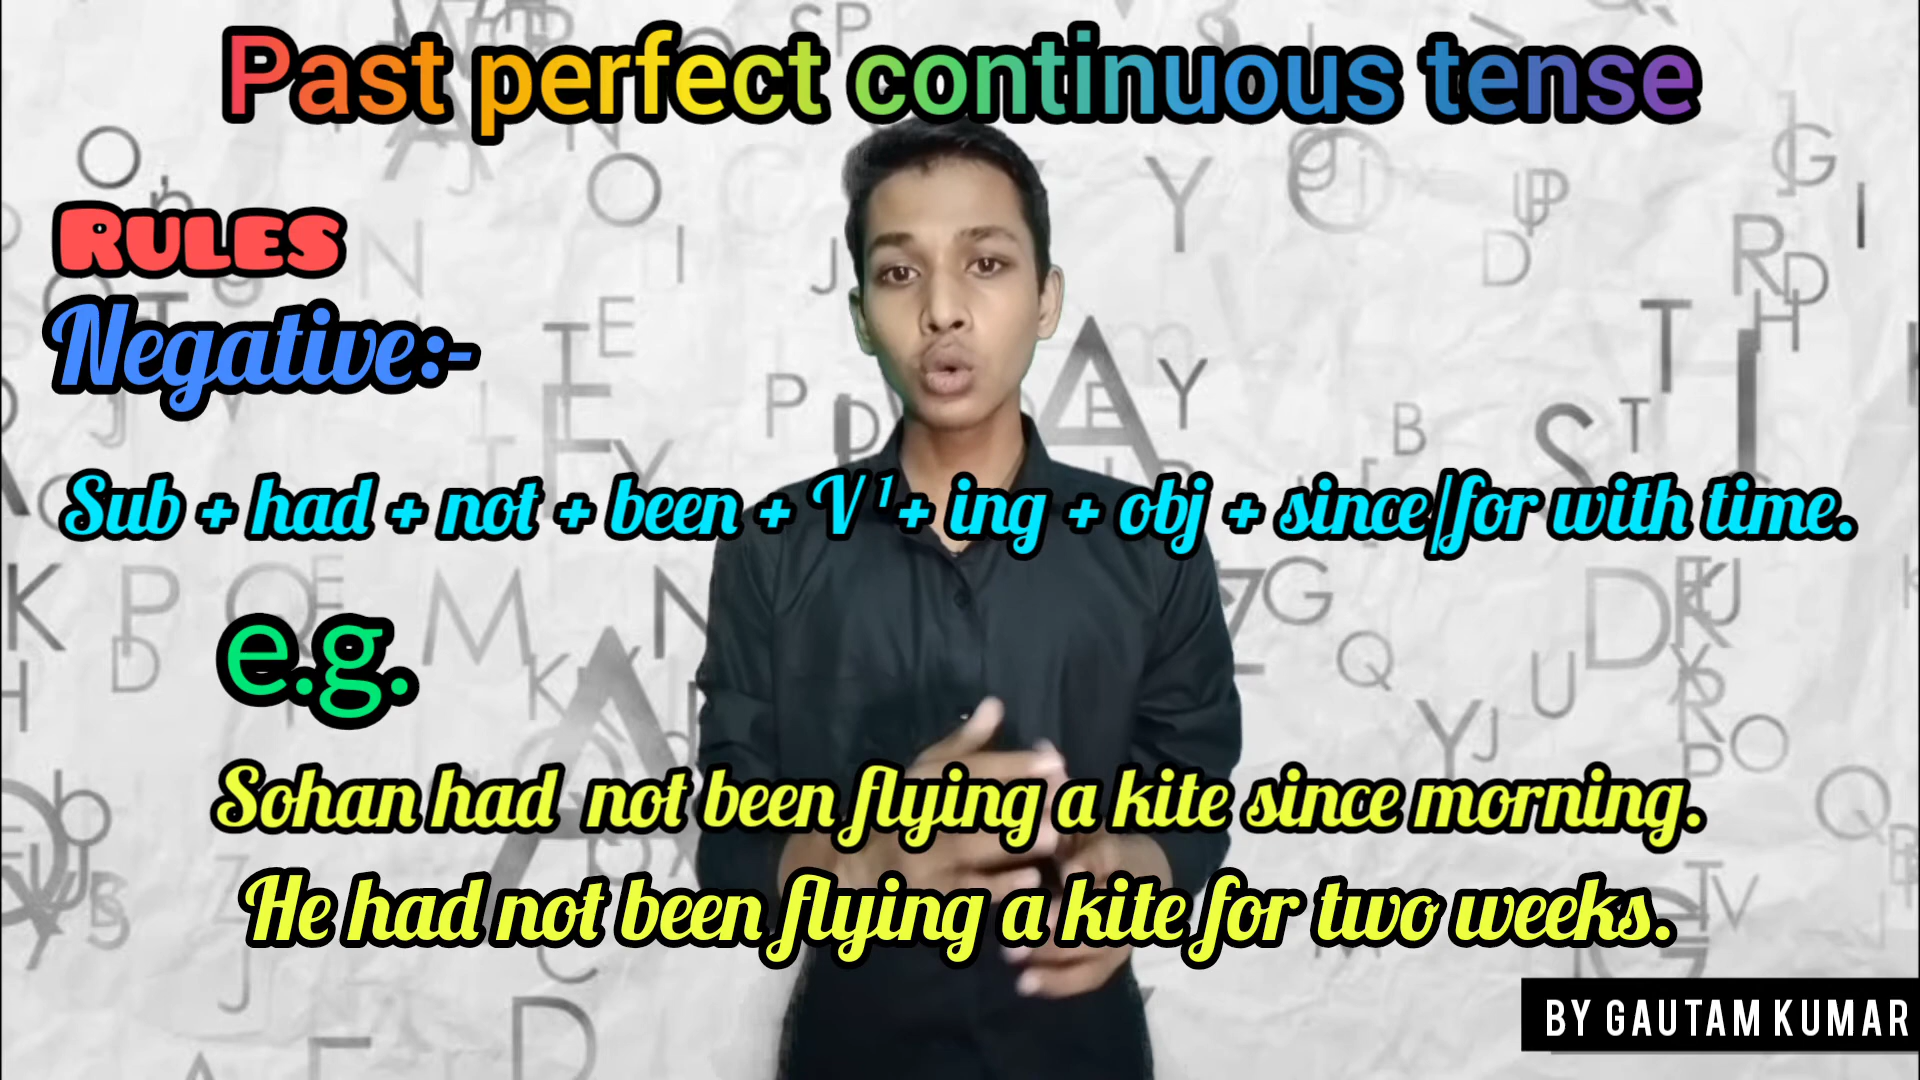 Past perfect continuous tense
RULES
Negative:-
Sub + had + not + been + V¹+ ing + obj + since/for with time.
e.g.
Sohan had  not been flying a kite since morning.
He had not been flying a kite for two weeks.
BY GAUTAM KUMAR